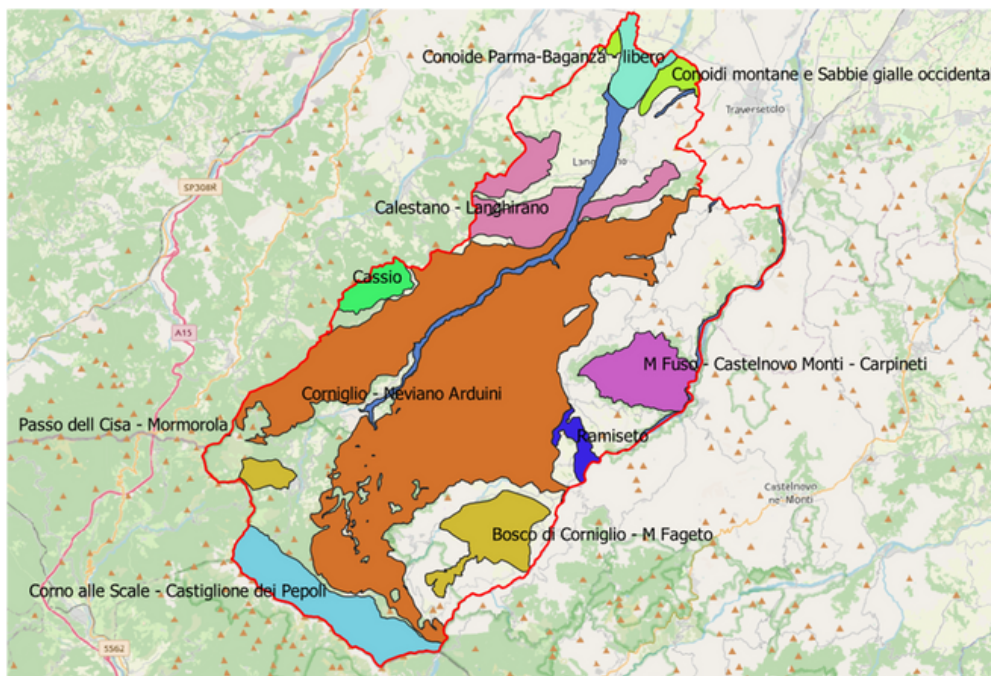 Conoide Parma-Baganza - libero
Conoidi montane e Sabbie gialle occidenta
Traversetolo
SP308R
Calestano - Langhirano
Cassio
A15
M Fuso - Castelnovo Monti - Carpineti
Corniglio - Neviano Arduini
Passo dell Cisa - Mormorola
Ramiseto
Castelnovo
ne' Monti
Bosco di Corniglio - M Fageto
Corno alle Scale - Castiglione dei Pepoli
SS62